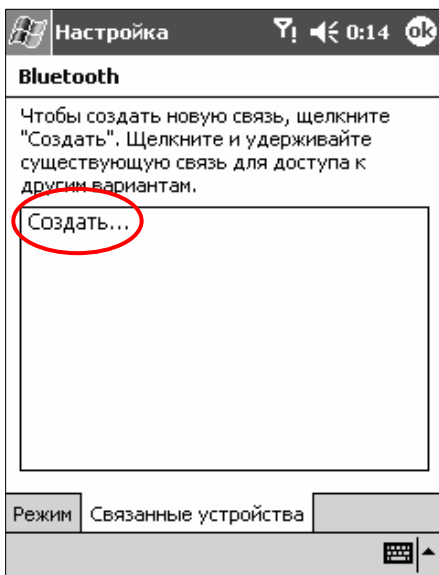 Настройка 0:14 ok
Bluetooth
Чтобы создать новую связь, щелкните
"Создать". Щелкните и удерживайте
существующую связь для доступа к
другим вариантам.
Создать...
Режим Связанные устройства